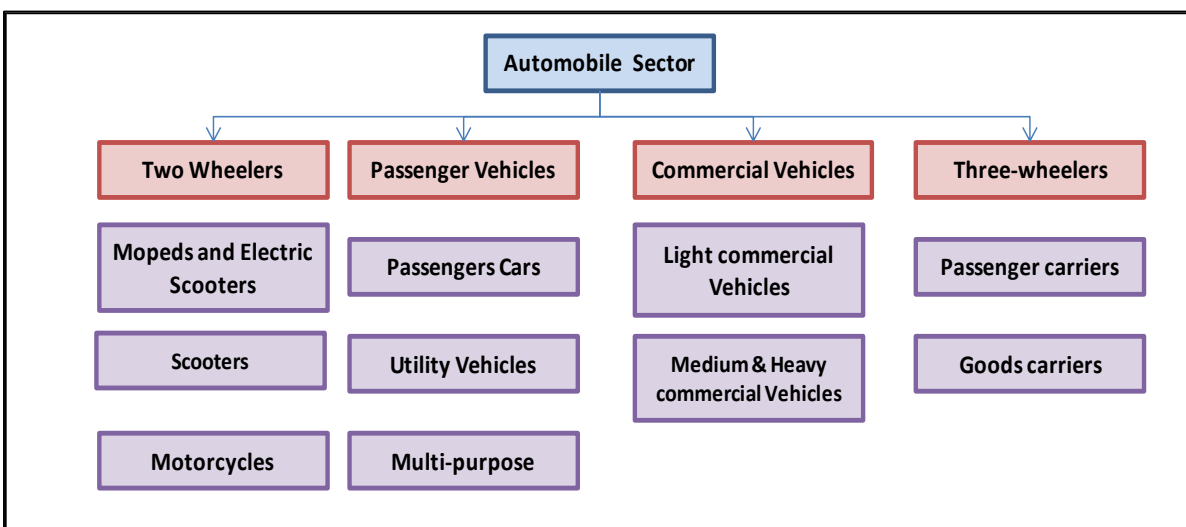 Automobile Sector
Two Wheelers
Passenger Vehicles
Commercial Vehicles
Three-wheelers
Mopeds and Electric
Scooters
Passengers Cars
Light commercial
Vehicles
Passenger carriers
Scooters
Utility Vehicles
Medium & Heavy
commercial Vehicles
Goods carriers
Motorcycles
Multi-purpose